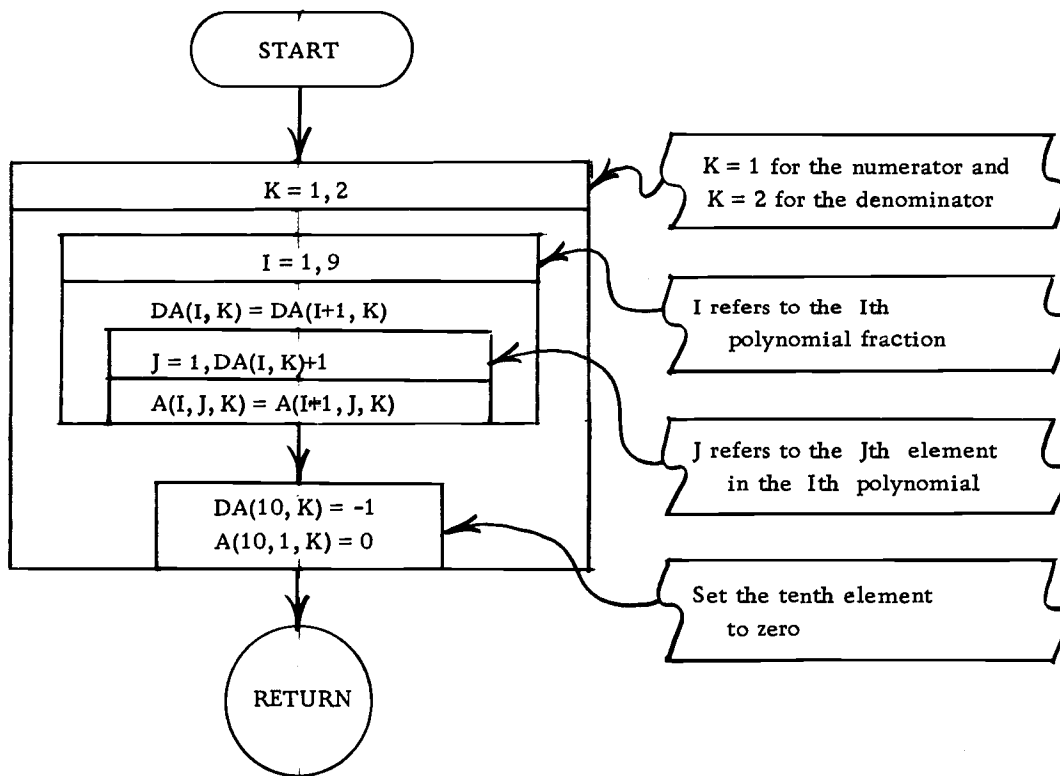 START
K = 1, 2
K = 1 for the numerator and
K = 2 for the denominator
I = 1, 9
DA(I, K) = DA(I+1, K)
I refers to the Ith
polynomial fraction
J = 1, DA(I, K)+1
A(I, J, K) = A(I+1, J, K)
J refers to the Jth element
in the Ith polynomial
DA(10, K) = -1
A(10, 1, K) = 0
Set the tenth element
to zero
RETURN